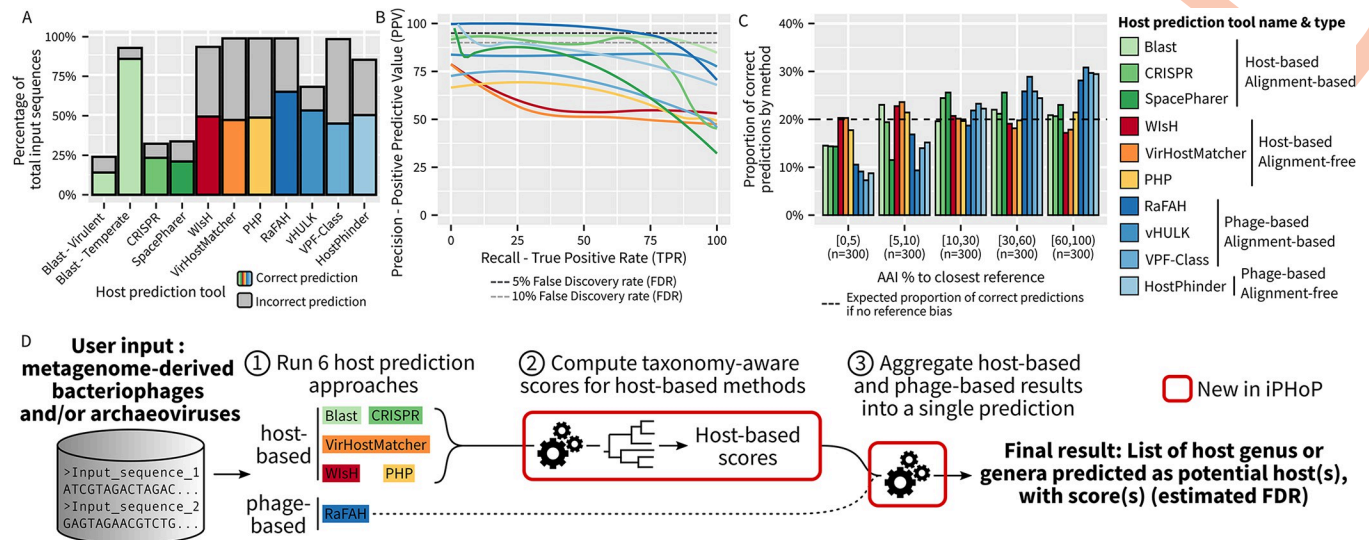 A
Percentage of
total input sequences
100%
75%
50%
25%
0%
Blast - Virulent
Blast - Temperate
CRISPR
SpacePharer
WIsH
VirHostMatcher
PHP
RaFAH
vHULK
VPF-Class
HostPhinder
Host prediction tool
Correct prediction
Incorrect prediction
B
Precision - Positive Predictive Value (PPV)
100
75
50
25
0
0 25 50 75 100
Recall - True Positive Rate (TPR)
5% False Discovery rate (FDR)
10% False Discovery rate (FDR)
C
Proportion of correct
predictions by method
40%
30%
20%
10%
0%
[0,5) [5,10) [10,30) [30,60) [60,100)
(n=300) (n=300) (n=300) (n=300) (n=300)
AAI % to closest reference
Expected proportion of correct predictions
if no reference bias
Host prediction tool name & type
Blast
CRISPR
SpacePharer
Host-based
Alignment-based
WIsH
VirHostMatcher
PHP
Host-based
Alignment-free
RaFAH
vHULK
VPF-Class
Phage-based
Alignment-based
HostPhinder
Phage-based
Alignment-free
D
User input :
metagenome-derived
bacteriophages
and/or archaeoviruses
>Input_sequence_1
ATCGTAGACTAGAC...
>Input_sequence_2
GAGTAGAACGTCTG...
1 Run 6 host prediction
approaches
host-
based
Blast CRISPR
VirHostMatcher
WIsH PHP
phage-
based
RaFAH
2 Compute taxonomy-aware
scores for host-based methods
Host-based
scores
3 Aggregate host-based
and phage-based results
into a single prediction
New in iPHoP
Final result: List of host genus or
genera predicted as potential host(s),
with score(s) (estimated FDR)